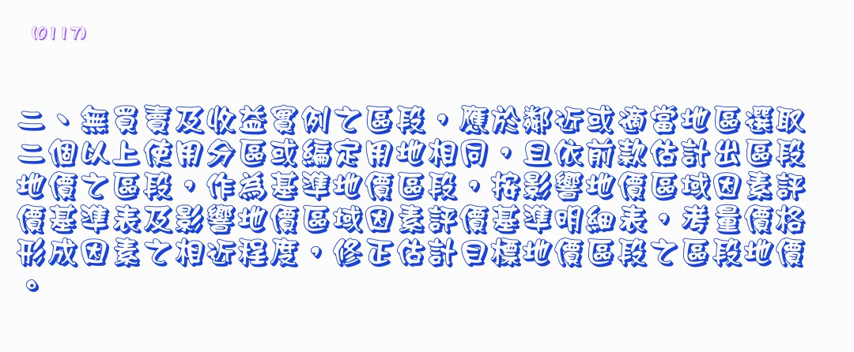 (0117)
二、無買賣及收益實例之區段，應於鄰近或適當地區選取
二個以上使用分區或編定用地相同，且依前款估計出區段
地價之區段，作為基準地價區段，按影響地價區域因素評
價基準表及影響地價區域因素評價基準明細表，考量價格
形成因素之相近程度，修正估計目標地價區段之區段地價
。